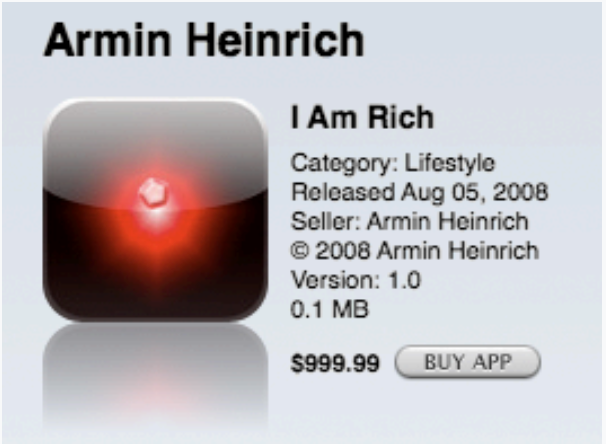 Armin Heinrich
I Am Rich
Category: Lifestyle
Released Aug 05, 2008
Seller: Armin Heinrich
© 2008 Armin Heinrich
Version: 1.0
0.1 MB
$999.99 BUY APP